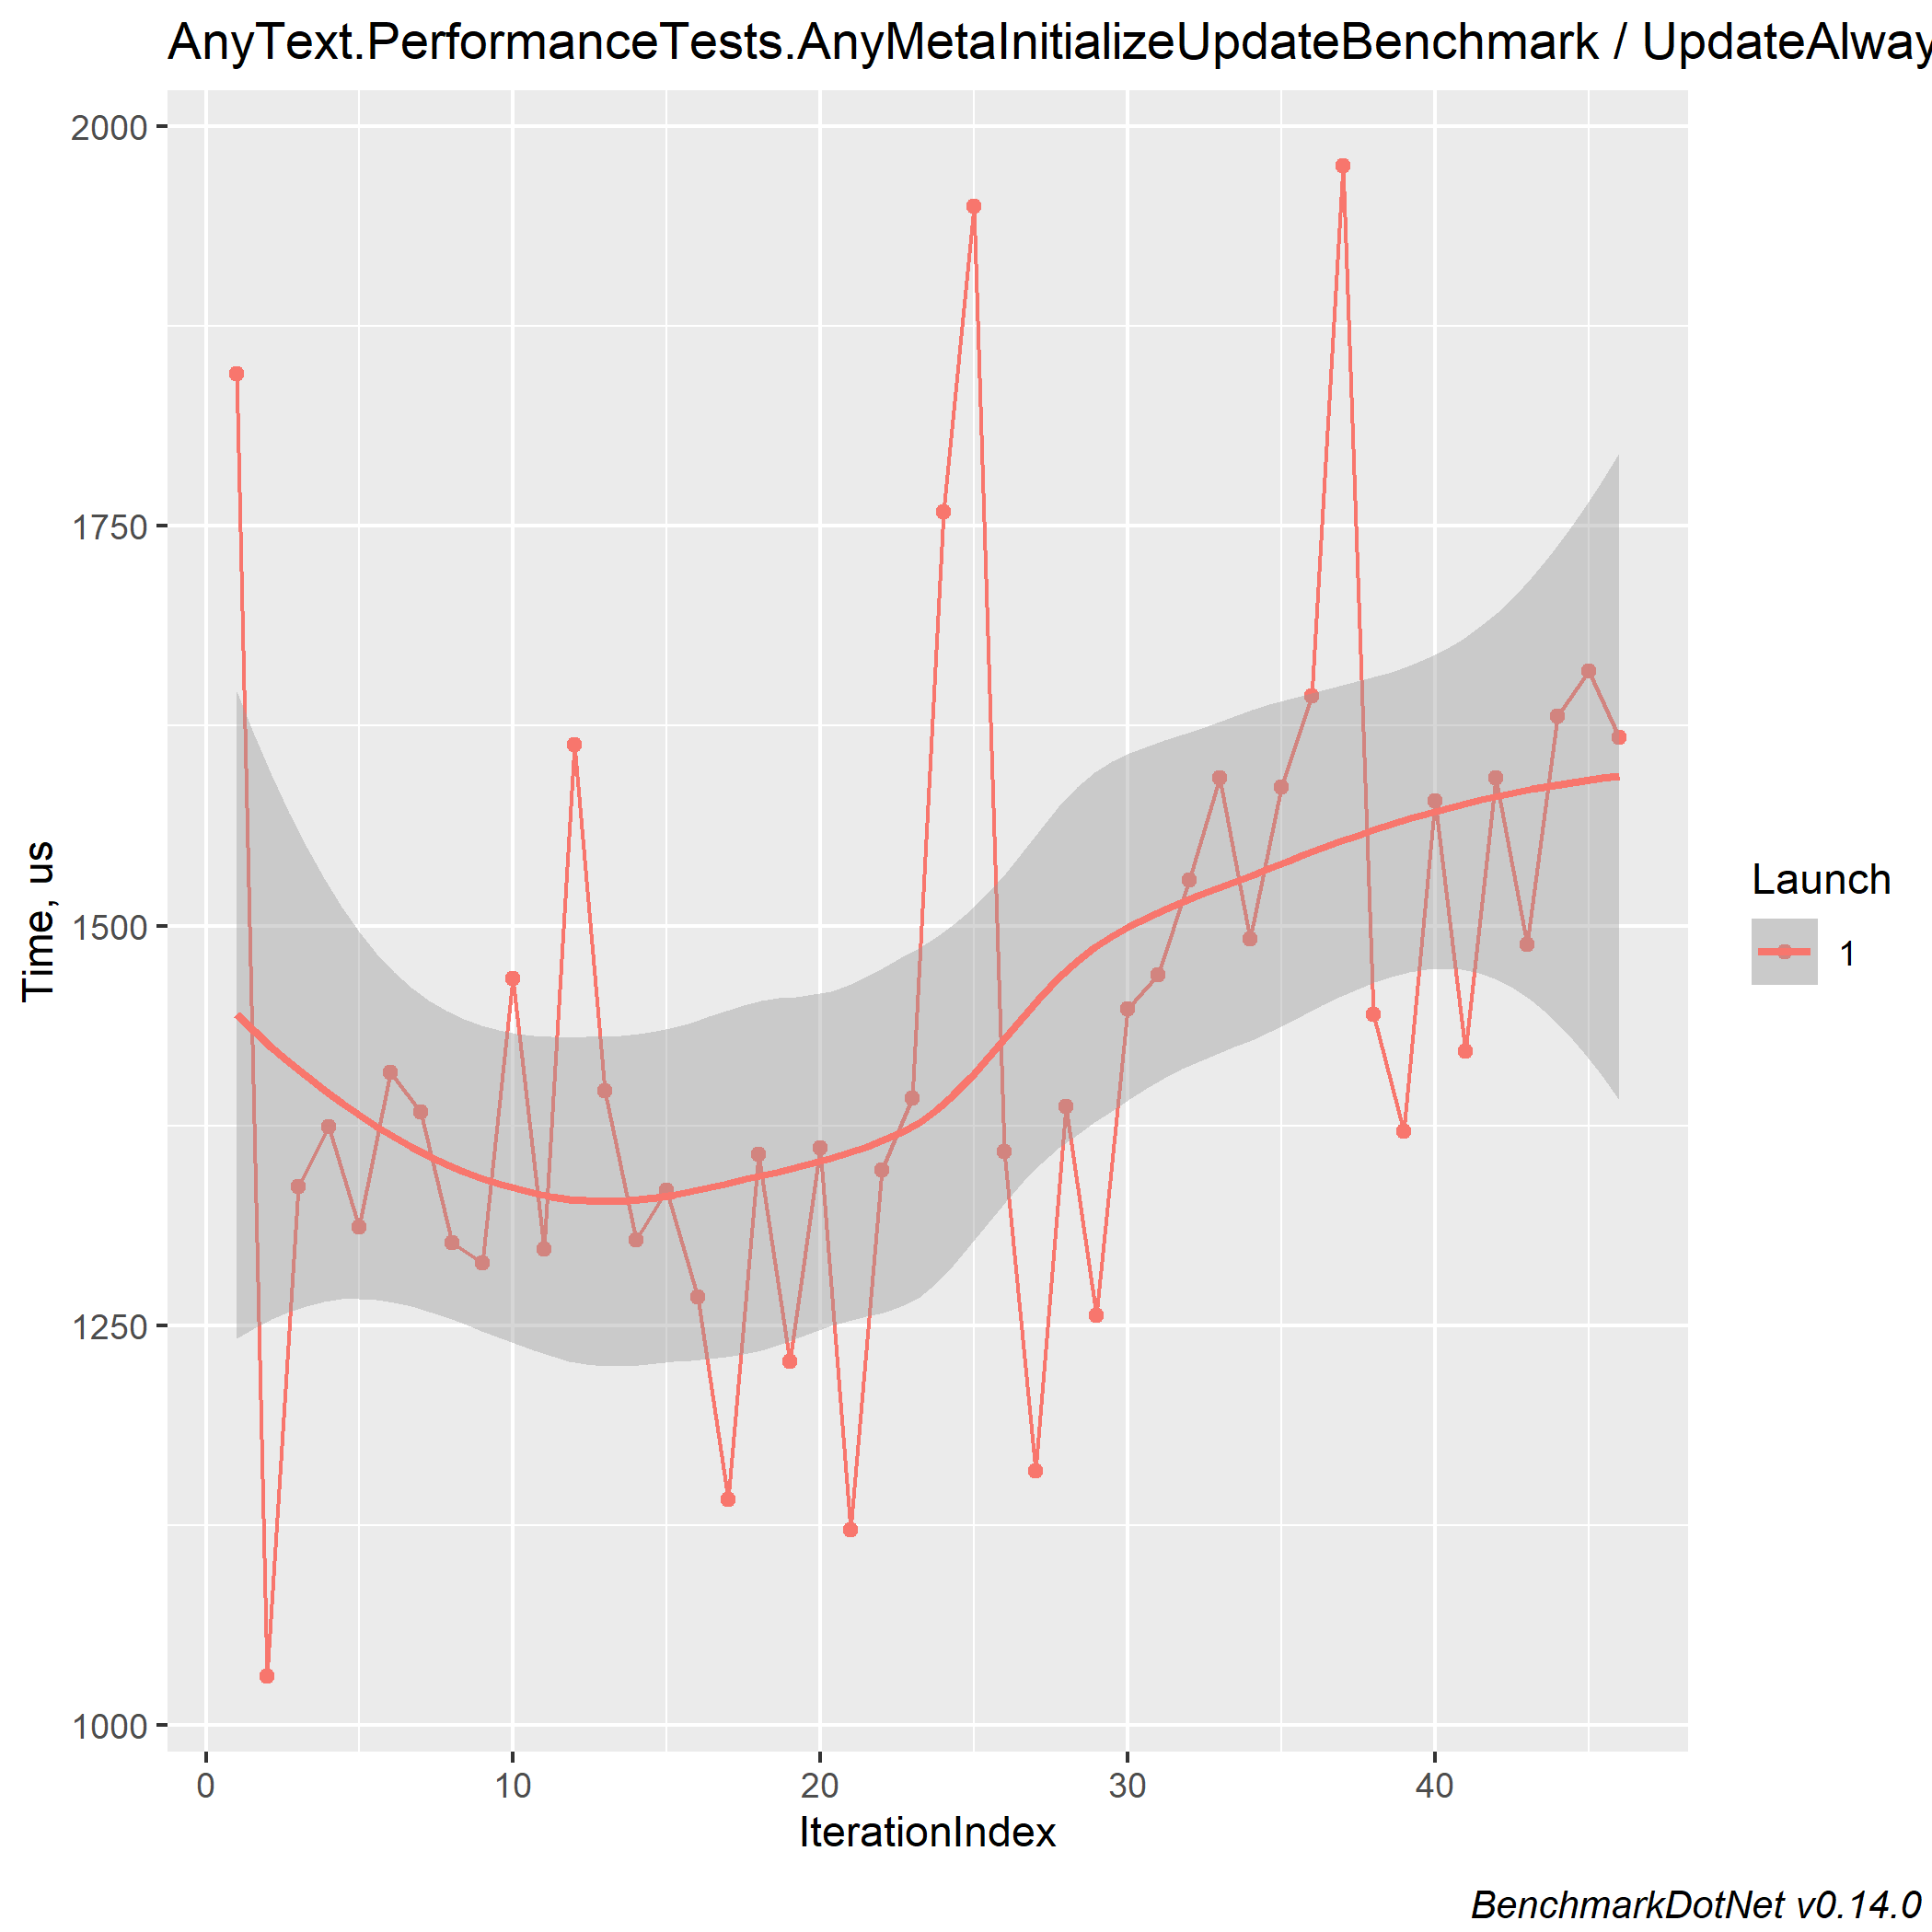 AnyText.PerformanceTests.AnyMetaInitializeUpdateBenchmark / UpdateAlway
2000
1750
1500
1250
1000
Time, us
0 10 20 30 40
IterationIndex
Launch
1
BenchmarkDotNet v0.14.0